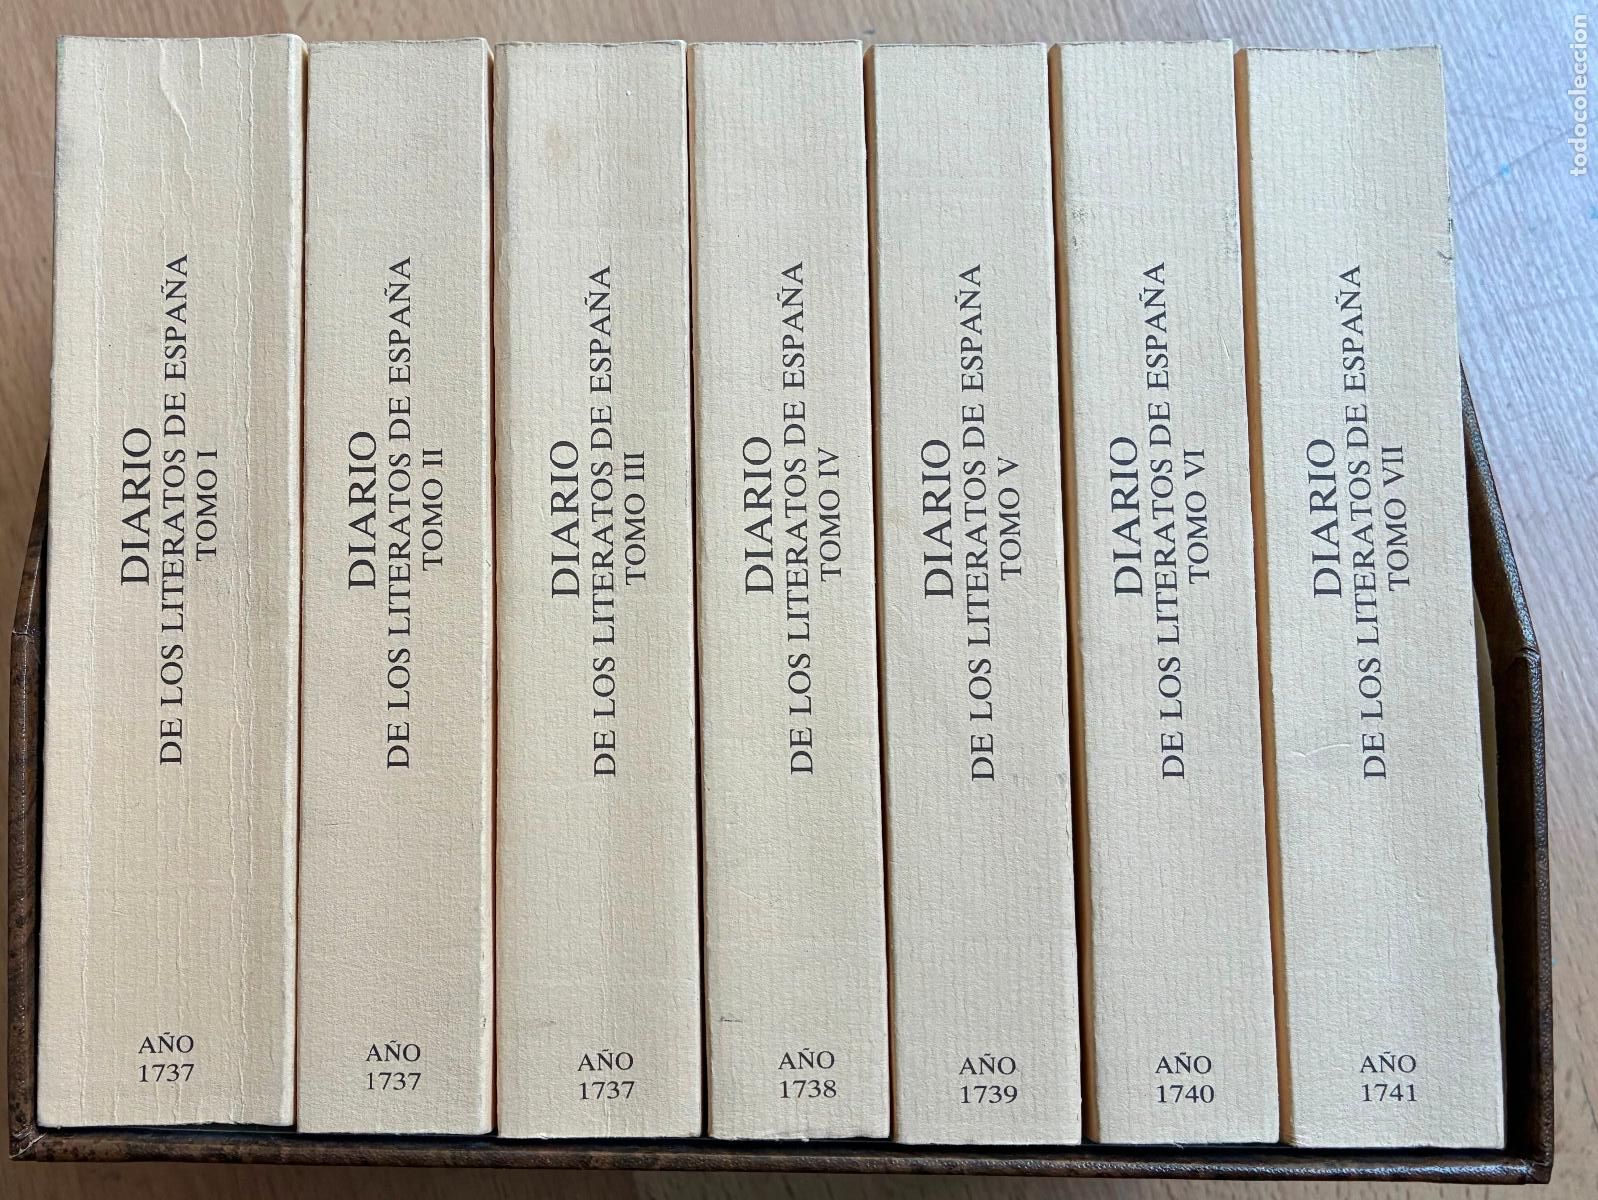 DIARIO
DE LOS LITERATOS DE ESPAÑA
TOMO I
AÑO
1737
DIARIO
DE LOS LITERATOS DE ESPAÑA
TOMO II
AÑO
1737
DIARIO
DE LOS LITERATOS DE ESPAÑA
TOMO III
AÑO
1737
DIARIO
DE LOS LITERATOS DE ESPAÑA
TOMO IV
AÑO
1738
DIARIO
DE LOS LITERATOS DE ESPAÑA
TOMO V
AÑO
1739
DIARIO
DE LOS LITERATOS DE ESPAÑA
TOMO VI
AÑO
1740
DIARIO
DE LOS LITERATOS DE ESPAÑA
TOMO VII
AÑO
1741
todocoleccion